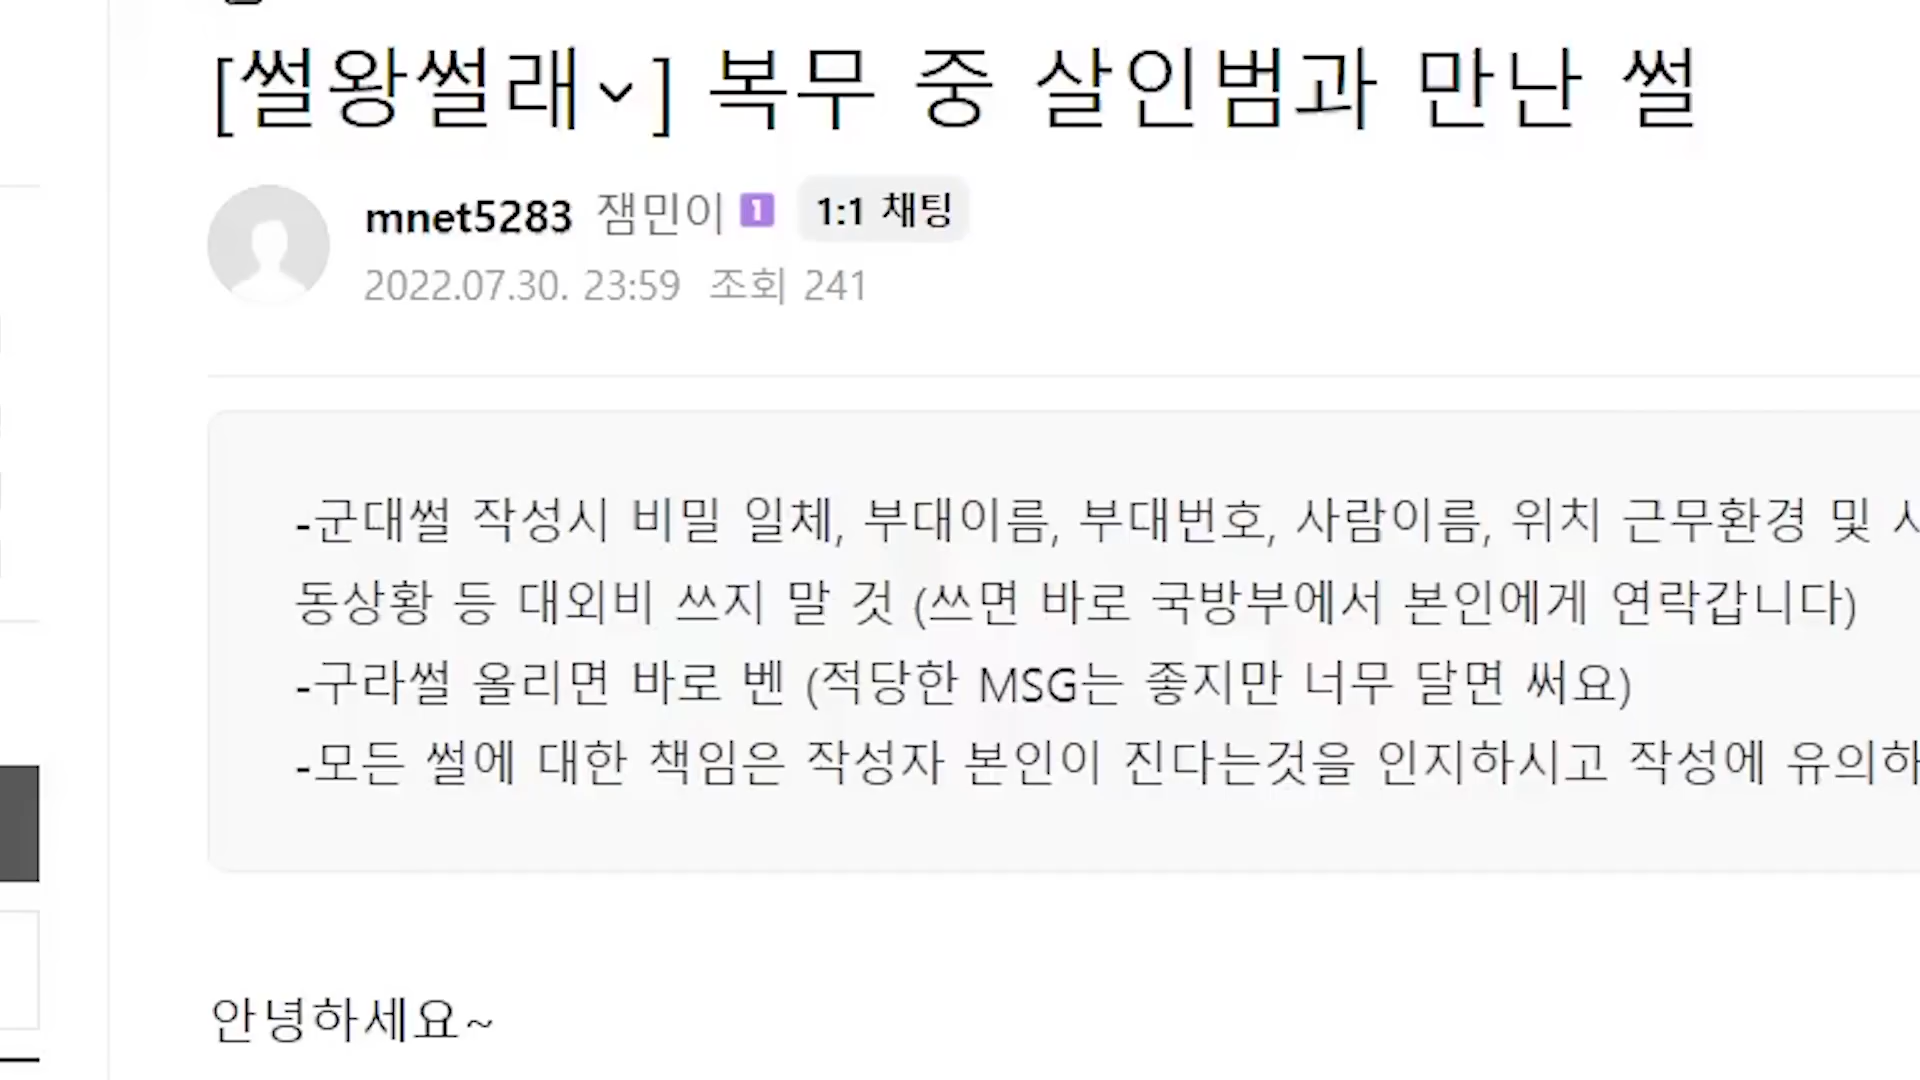 [썰왕썰래~] 복무 중 살인범과 만난 썰
mnet5283 잼민이 1 1:1 채팅
2022.07.30. 23:59 조회 241
-군대썰 작성시 비밀 일체, 부대이름, 부대번호, 사람이름, 위치 근무환경 및
동상황 등 대외비 쓰지 말 것 (쓰면 바로 국방부에서 본인에게 연락갑니다)
-구라썰 올리면 바로 벤 (적당한 MSG는 좋지만 너무 달면 써요)
-모든 썰에 대한 책임은 작성자 본인이 진다는것을 인지하시고 작성에 유의하
안녕하세요~